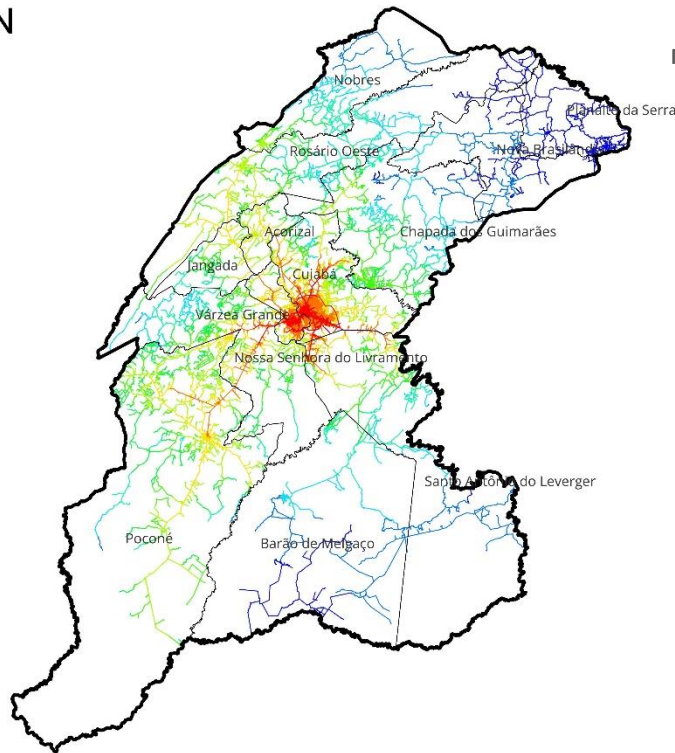 N
Nobres
Planalto da Serra
Rosário Oeste
Nova Brasilândia
Acorizal
Chapada dos Guimarães
Jangada
Cuiabá
Várzea Grande
Nossa Senhora do Livramento
Santo Antônio do Leverger
Poconé
Barão de Melgaço